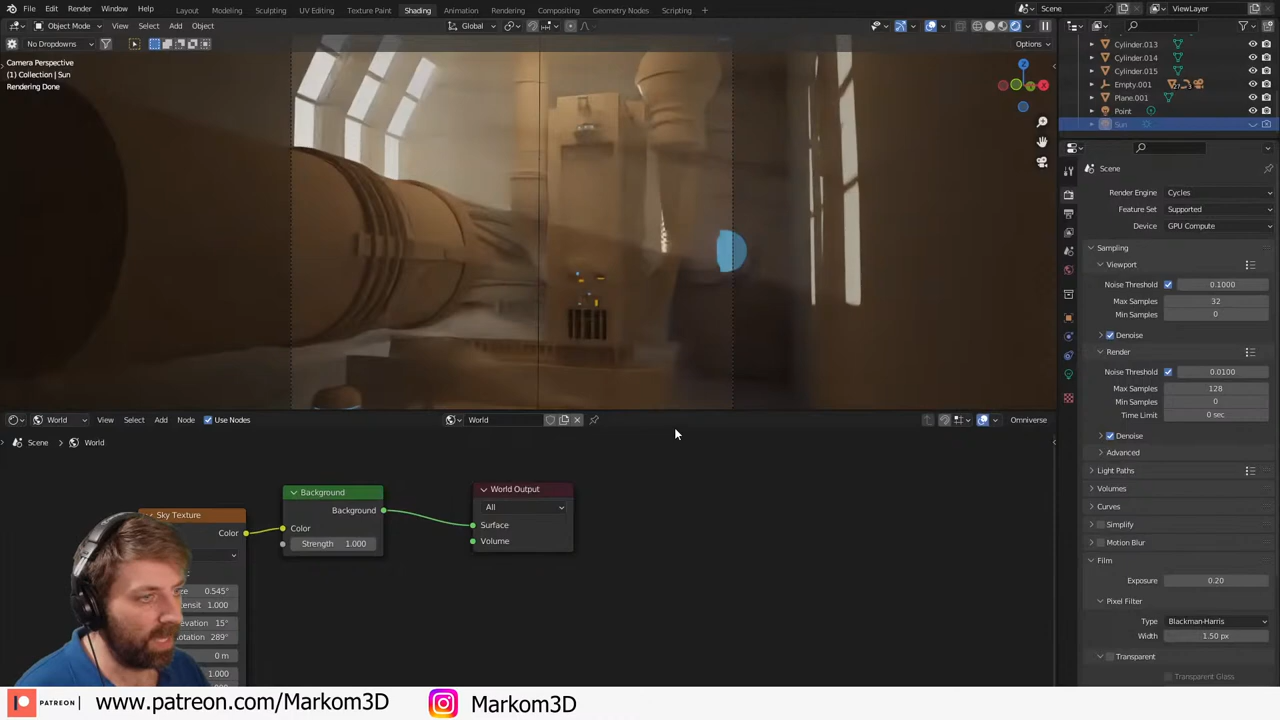 File Edit Render Window Help Layout Modeling Sculpting UV Editing Texture Paint Shading Animation Rendering Compositing Geometry Nodes Scripting + Scene ViewLayer
Object Mode View Select Add Object Global
No Dropdowns Options
Camera Perspective
(1) Collection | Sun
Rendering Done
Z
X
Cylinder.013
Cylinder.014
Cylinder.015
Empty.001
Plane.001
Point
Sun
Scene
Render Engine Cycles
Feature Set Supported
Device GPU Compute
Sampling
Viewport
Noise Threshold 0.1000
Max Samples 32
Min Samples 0
Denoise
Render
Noise Threshold 0.0100
Max Samples 128
Min Samples 0
Time Limit 0 sec
Denoise
Advanced
Light Paths
Volumes
Curves
Simplify
Motion Blur
Film
Exposure 0.20
Pixel Filter
Type Blackman-Harris
Width 1.50 px
Transparent
Transparent Glass
World View Select Add Node Use Nodes World Omniverse
Scene > World
Sky Texture
Color
0.545°
1.000
15°
289°
0 m
1.000
Background
Background
Color
Strength 1.000
World Output
All
Surface
Volume
PATREON www.patreon.com/Markom3D Markom3D